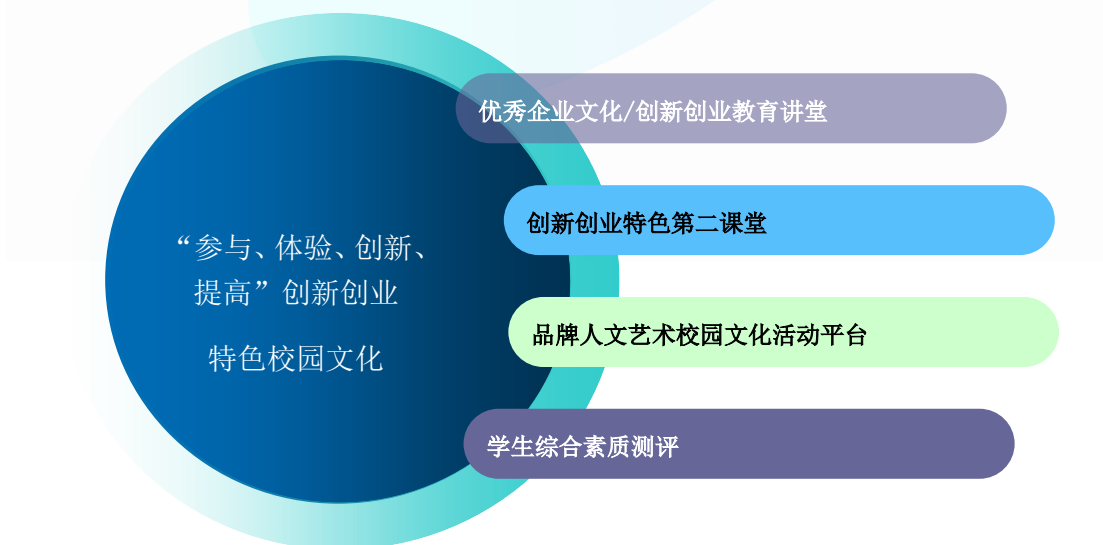 “参与、体验、创新、
提高”创新创业
特色校园文化
优秀企业文化/创新创业教育讲堂
创新创业特色第二课堂
品牌人文艺术校园文化活动平台
学生综合素质测评